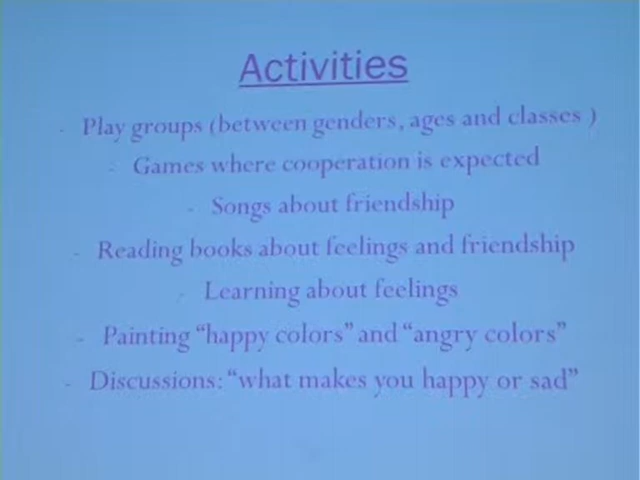 Activities
- Play groups (between genders, ages and classes )
- Games where cooperation is expected
- Songs about friendship
- Reading books about feelings and friendship
- Learning about feelings
- Painting “happy colors” and “angry colors”
- Discussions: “what makes you happy or sad”